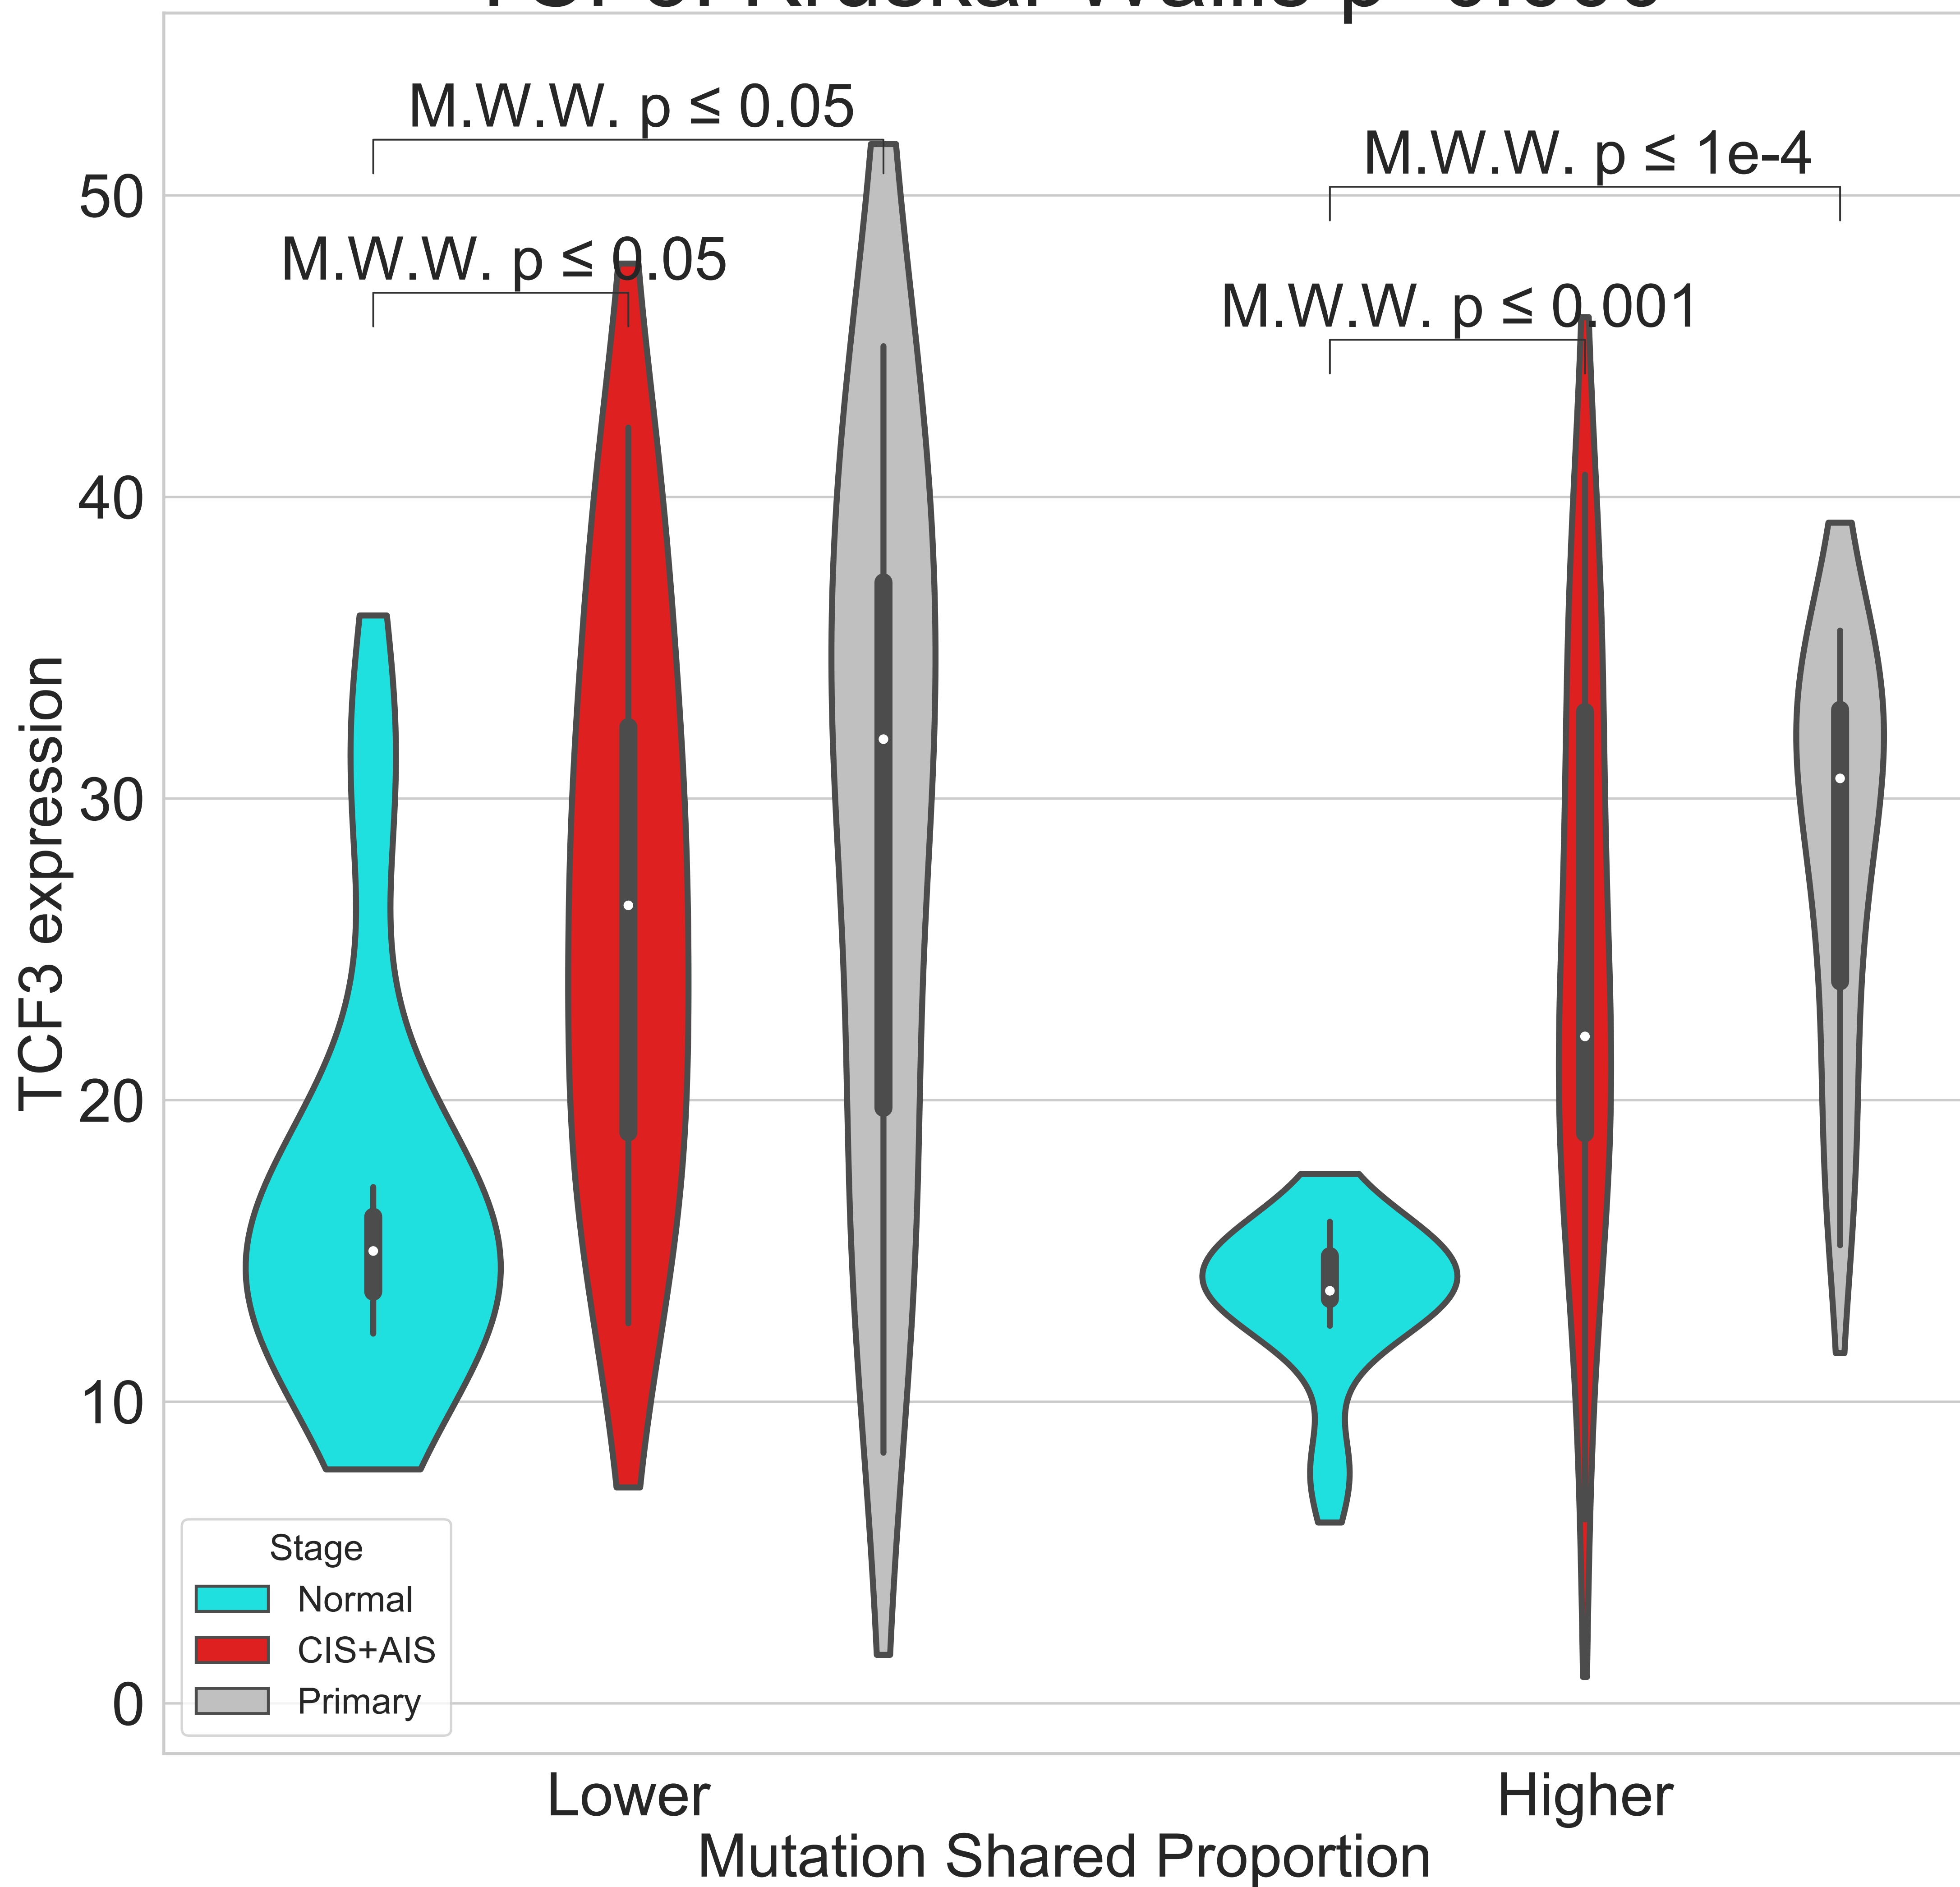 M.W.W. p ≤ 0.05
M.W.W. p ≤ 1e-4
M.W.W. p ≤ 0.05
M.W.W. p ≤ 0.001
50
40
30
20
10
0
TCF3 expression
Stage
Normal
CIS+AIS
Primary
Lower
Higher
Mutation Shared Proportion